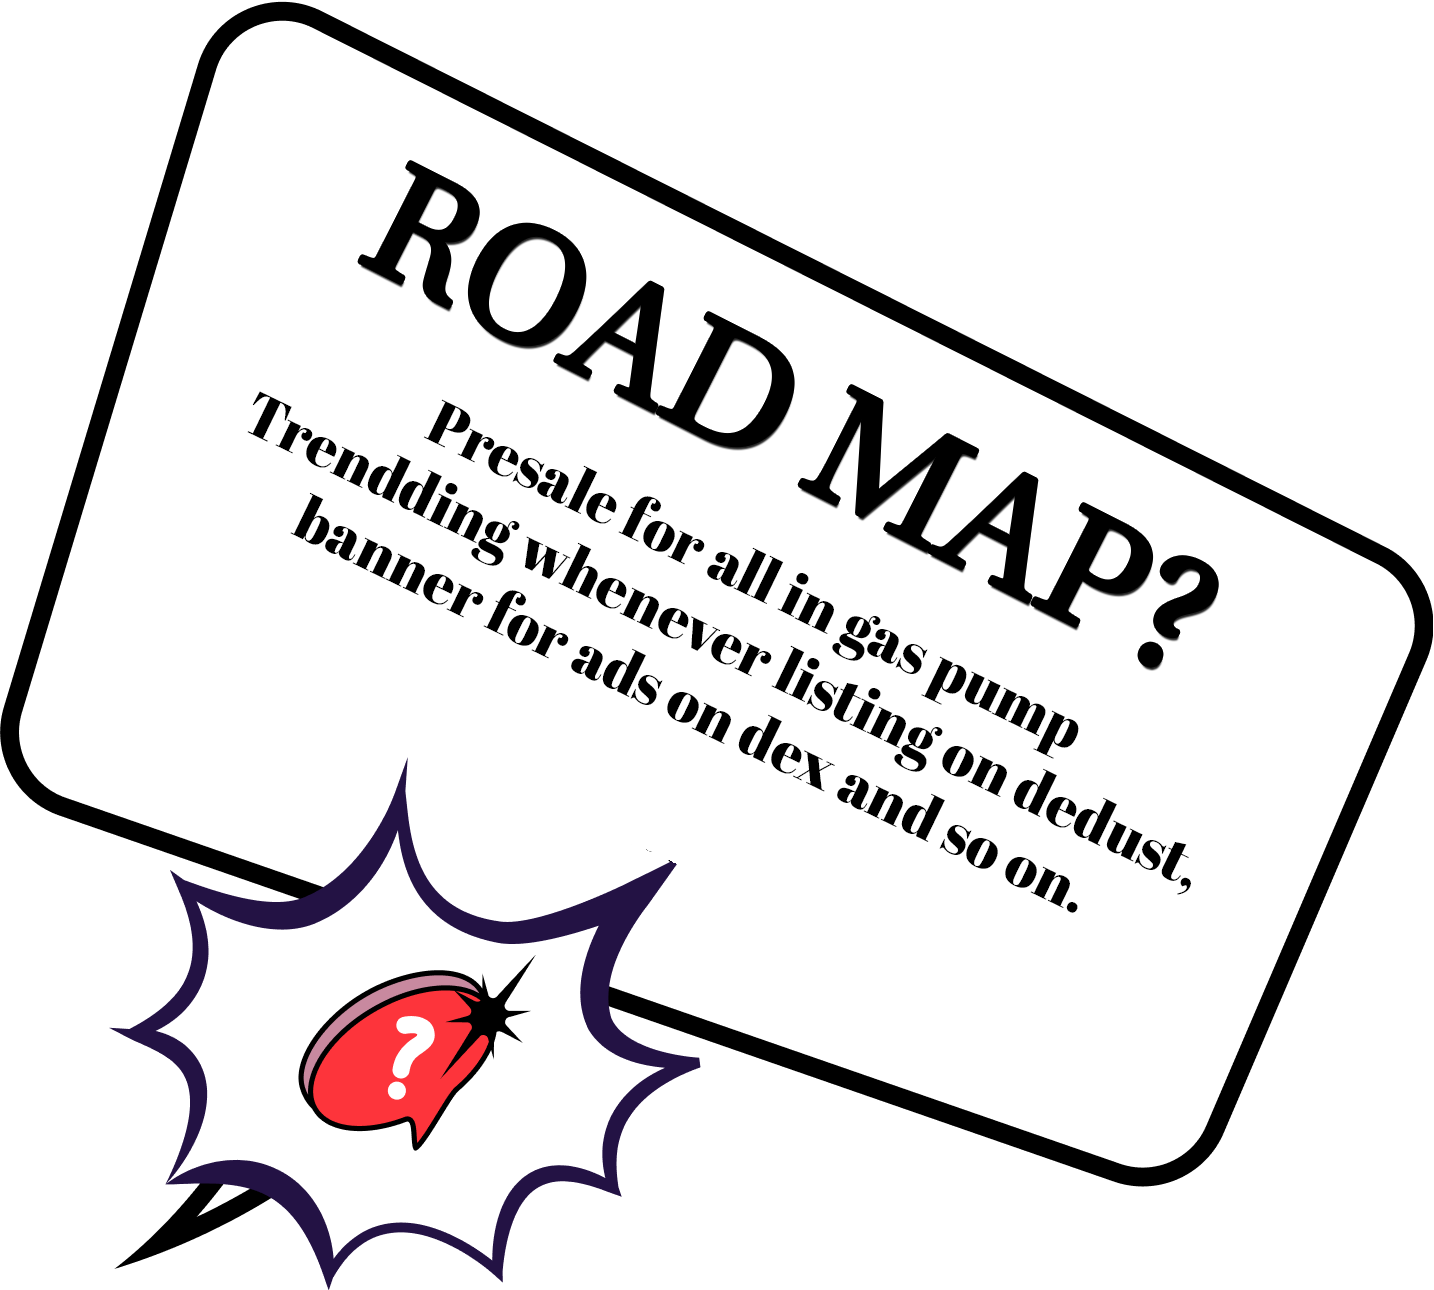 ROAD MAP?
Presale for all in gas pump
Trendding whenever listing on dedust,
banner for ads on dex and so on.
?